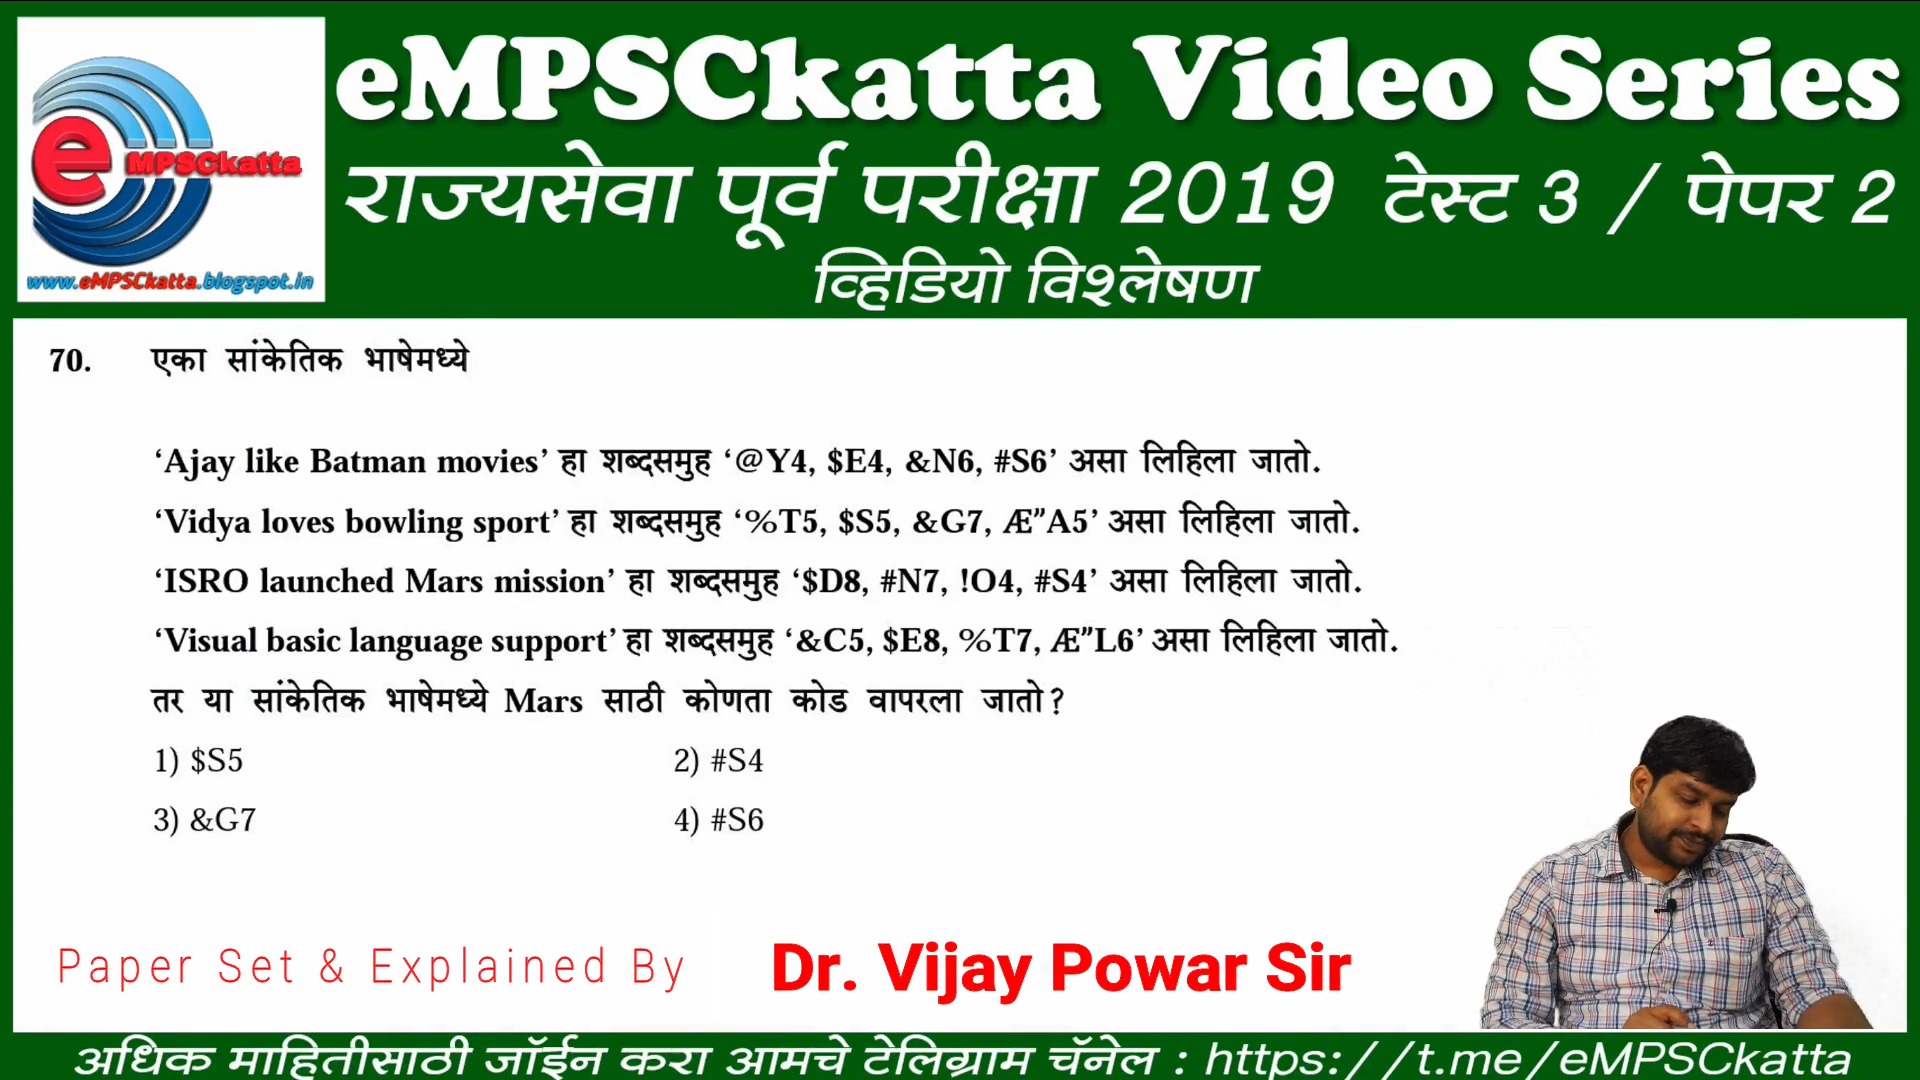 eMPSCkatta Video Series
e MPSCkatta
www.eMPSCkatta.blogspot.in
राज्यसेवा पूर्व परीक्षा 2019 टेस्ट 3 / पेपर 2
व्हिडियो विश्लेषण
70. एका सांकेतिक भाषेमध्ये
‘Ajay like Batman movies’ हा शब्दसमुह ‘@Y4, $E4, &N6, #S6’ असा लिहिला जातो.
‘Vidya loves bowling sport’ हा शब्दसमुह ‘%T5, $S5, &G7, Æ”A5’ असा लिहिला जातो.
‘ISRO launched Mars mission’ हा शब्दसमुह ‘$D8, #N7, !O4, #S4’ असा लिहिला जातो.
‘Visual basic language support’ हा शब्दसमुह ‘&C5, $E8, %T7, Æ”L6’ असा लिहिला जातो.
तर या सांकेतिक भाषेमध्ये Mars साठी कोणता कोड वापरला जातो?
1) $S5 2) #S4
3) &G7 4) #S6
Paper Set & Explained By Dr. Vijay Powar Sir
अधिक माहितीसाठी जॉईन करा आमचे टेलिग्राम चॅनेल : https://t.me/eMPSCkatta